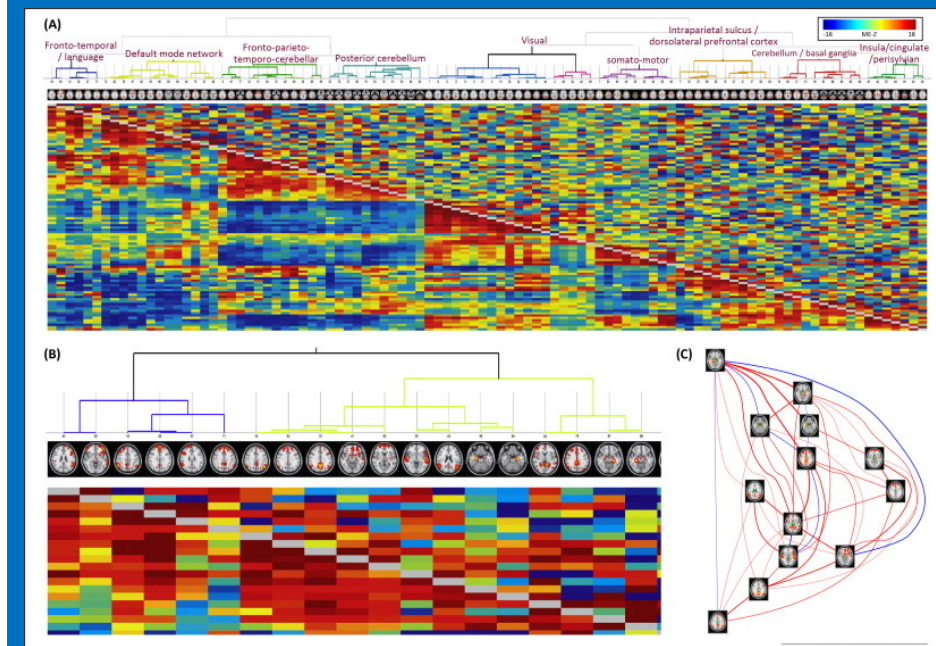 (A)
Fronto-temporal
/ language
Default mode network
Fronto-parieto-
temporo-cerebellar
Posterior cerebellum
Visual
somato-motor
Intraparietal sulcus /
dorsolateral prefrontal cortex
Cerebellum / basal ganglia
Insula/cingulate
/perisylvian
-18 ME-Z 18
(B)
(C)